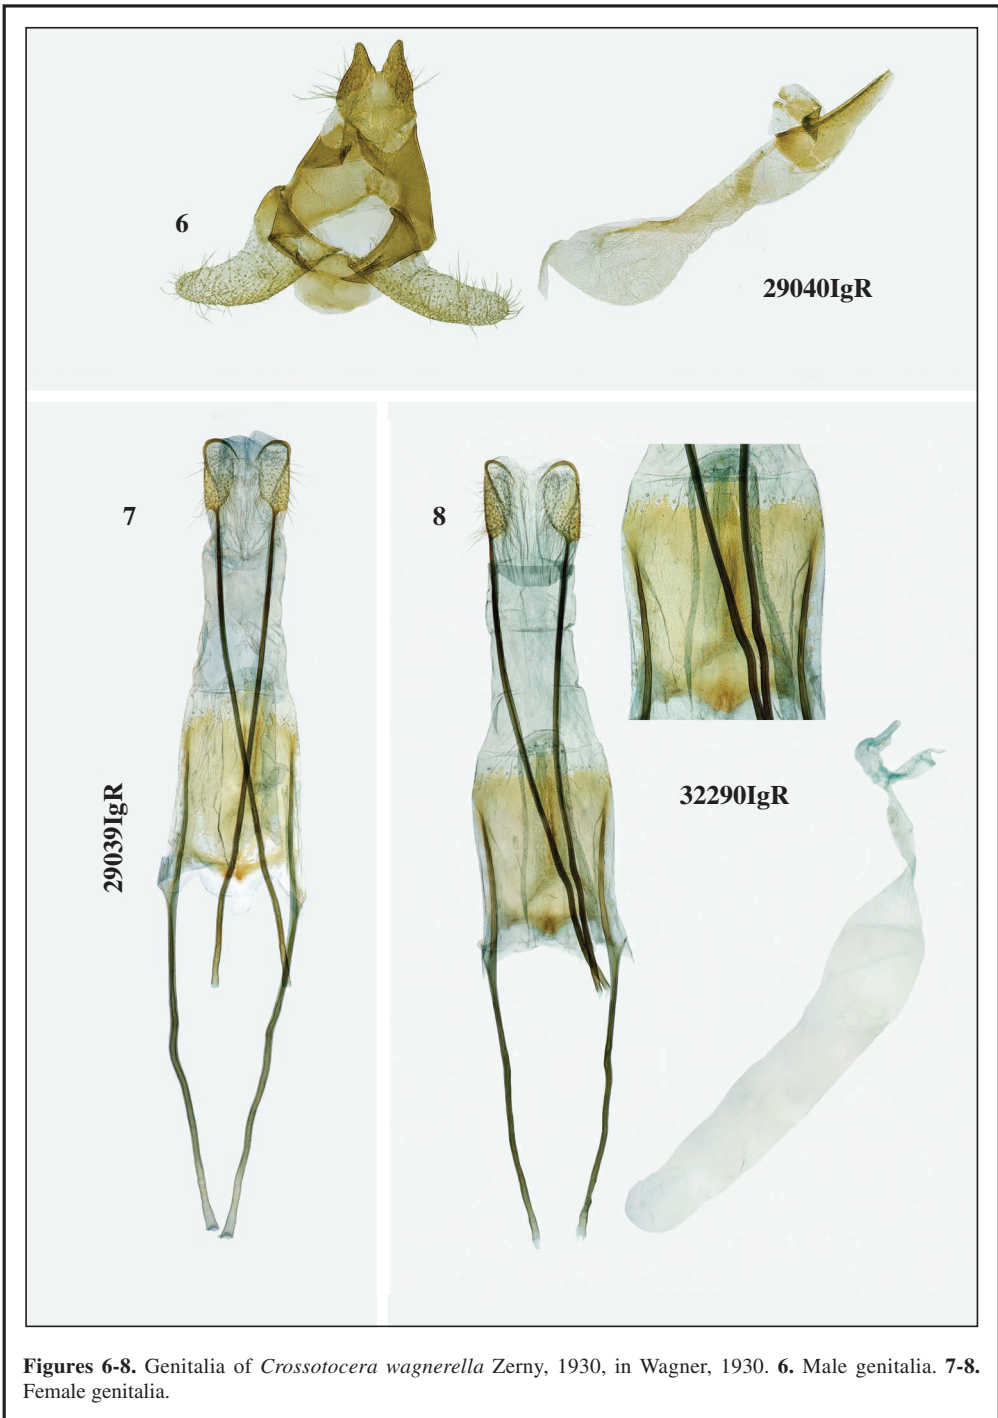 6
29040IgR
7
29039IgR
8
32290IgR
Figures 6-8. Genitalia of Crossotocera wagnerella Zerny, 1930, in Wagner, 1930. 6. Male genitalia. 7-8.
Female genitalia.